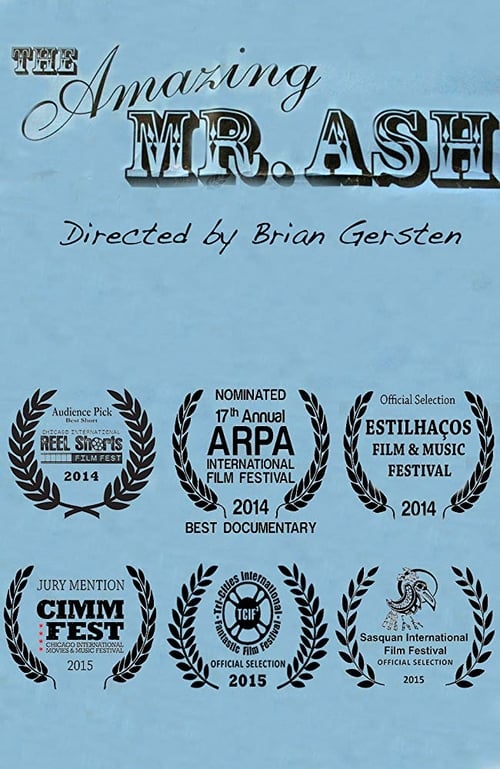 THE Amazing
MR. ASH
Directed by Brian Gersten
Audience Pick
Best Short
CHICAGO INTERNATIONAL
REEL Shorts
FILM FEST
2014
NOMINATED
17th Annual
ARPA
INTERNATIONAL
FILM FESTIVAL
2014
BEST DOCUMENTARY
Official Selection
ESTILHAÇOS
FILM & MUSIC
FESTIVAL
2014
JURY MENTION
CIMM
FEST
CHICAGO INTERNATIONAL
MOVIES & MUSIC FESTIVAL
2015
Tri-Cities International
Fantastic Film Festival
TCIF
OFFICIAL SELECTION
2015
Sasquan International
Film Festival
OFFICIAL SELECTION
2015